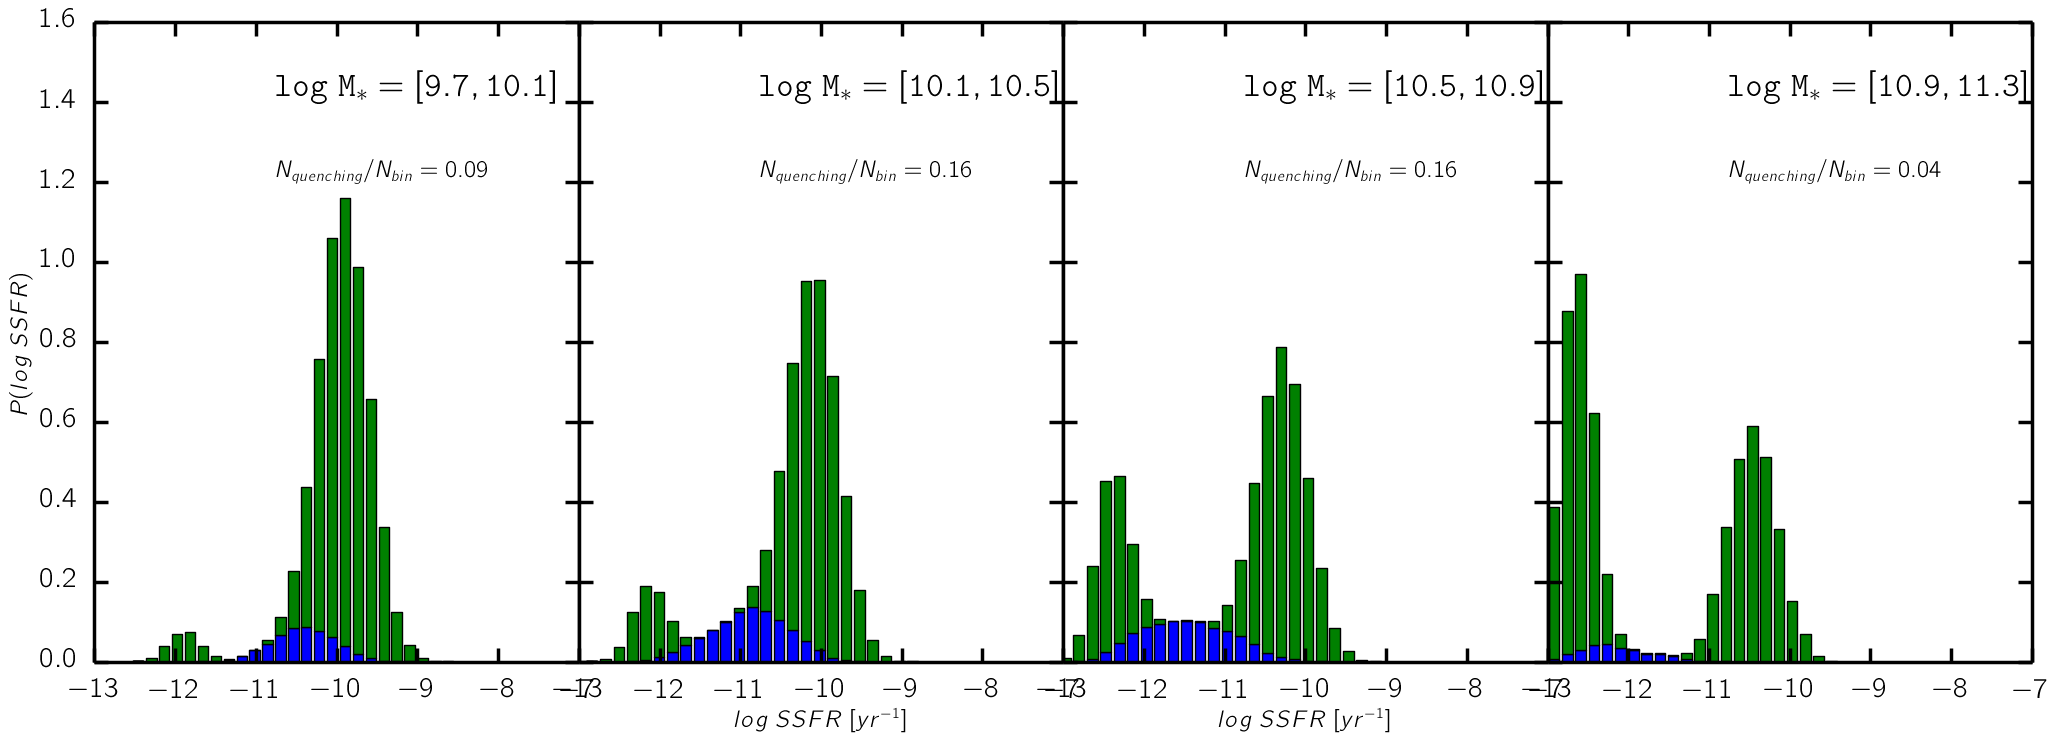 log M* = [9.7, 10.1]
log M* = [10.1, 10.5]
log M* = [10.5, 10.9]
log M* = [10.9, 11.3]
N_quenching/N_bin = 0.09
N_quenching/N_bin = 0.16
N_quenching/N_bin = 0.16
N_quenching/N_bin = 0.04
P(log SSFR)
1.6
1.4
1.2
1.0
0.8
0.6
0.4
0.2
0.0
−13 −12 −11 −10 −9 −8 −7
−13 −12 −11 −10 −9 −8 −7
−13 −12 −11 −10 −9 −8 −7
−13 −12 −11 −10 −9 −8 −7
log SSFR [yr⁻¹]
log SSFR [yr⁻¹]